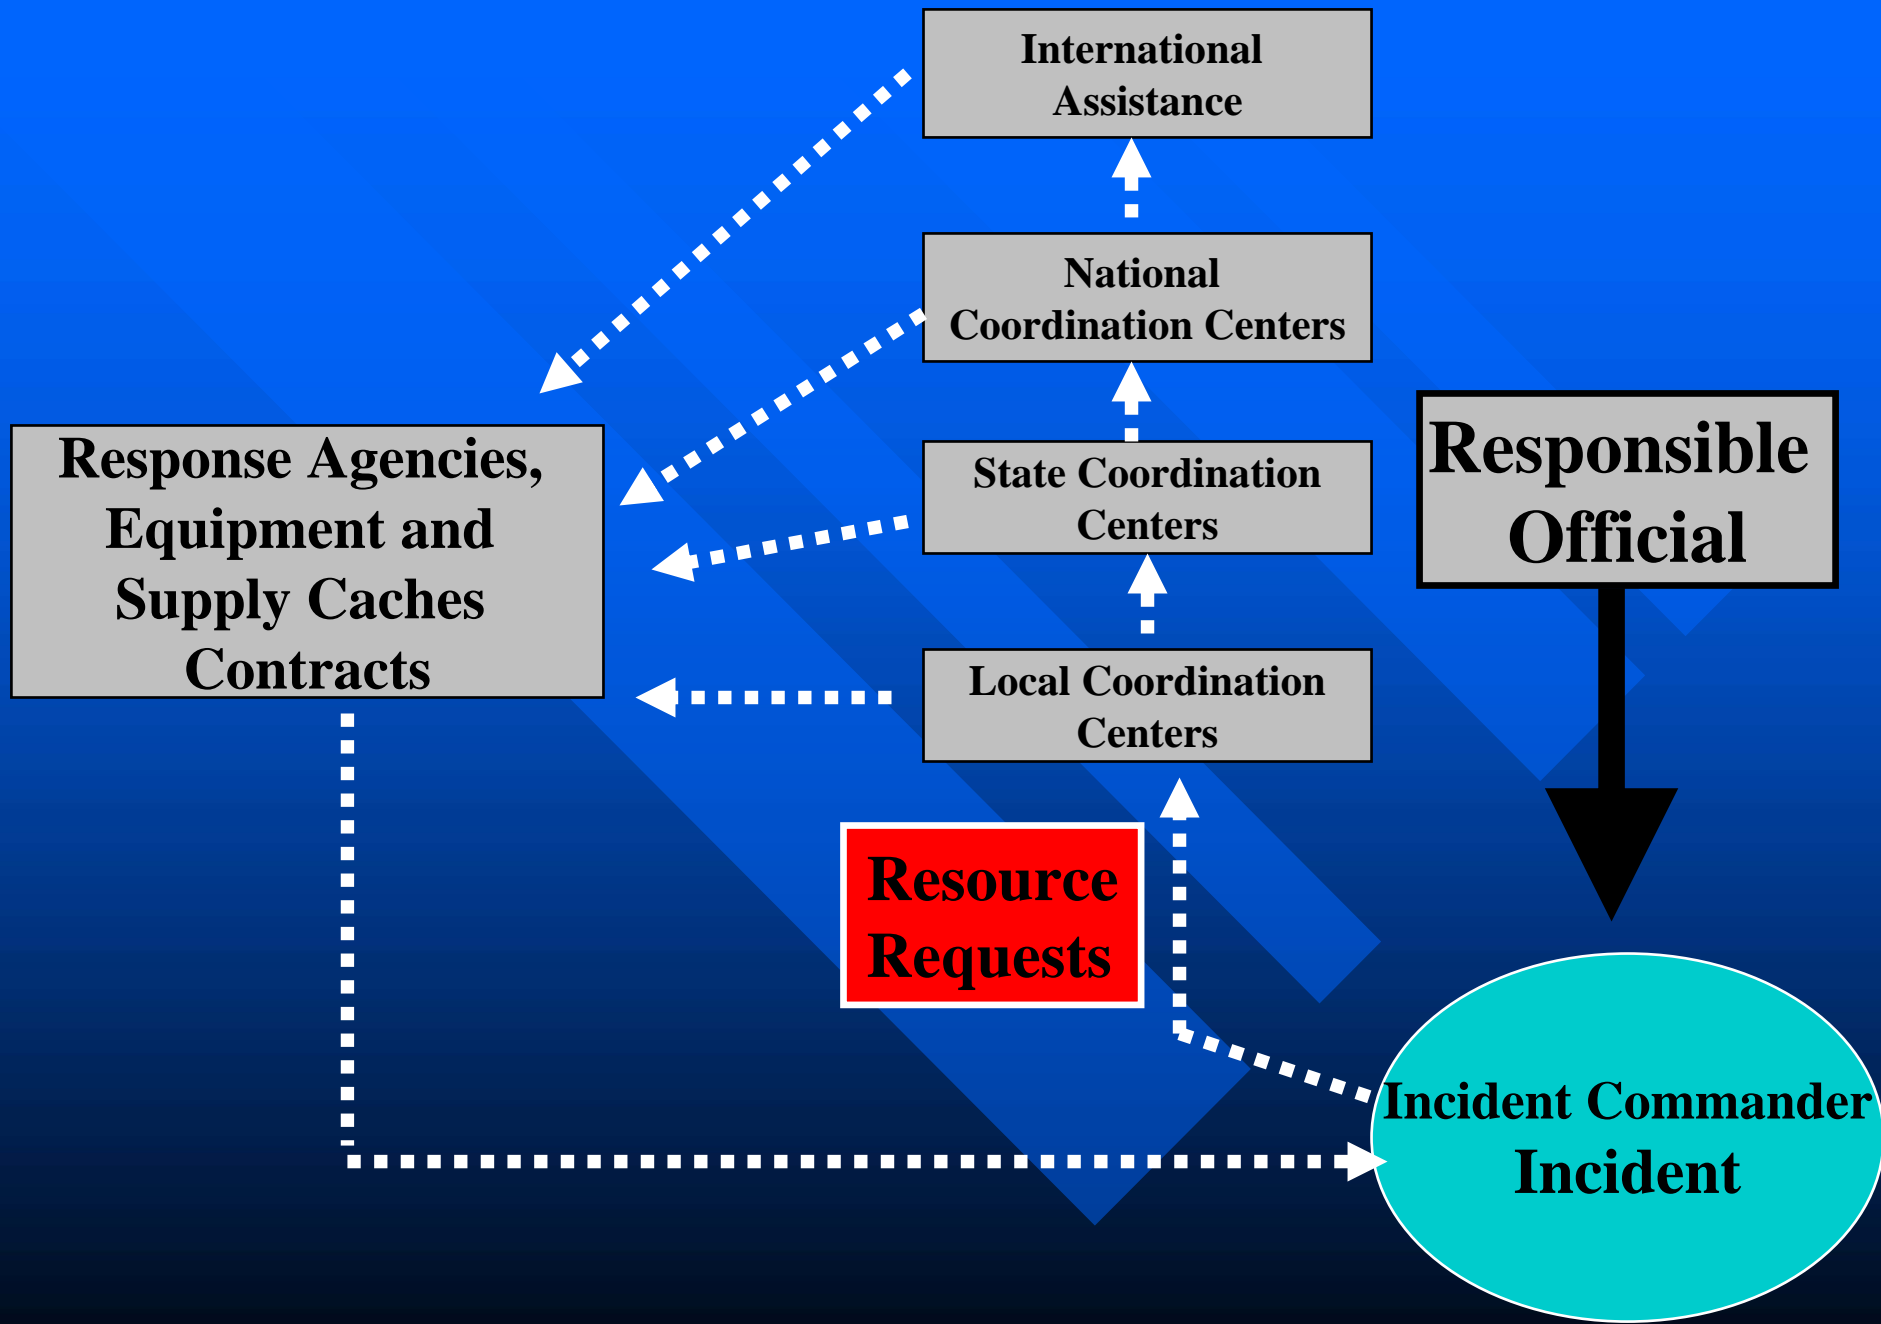 International
Assistance
National
Coordination Centers
State Coordination
Centers
Local Coordination
Centers
Response Agencies,
Equipment and
Supply Caches
Contracts
Responsible
Official
Resource
Requests
Incident Commander
Incident